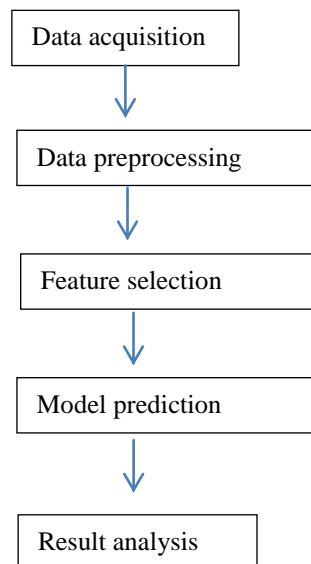 Data acquisition
Data preprocessing
Feature selection
Model prediction
Result analysis